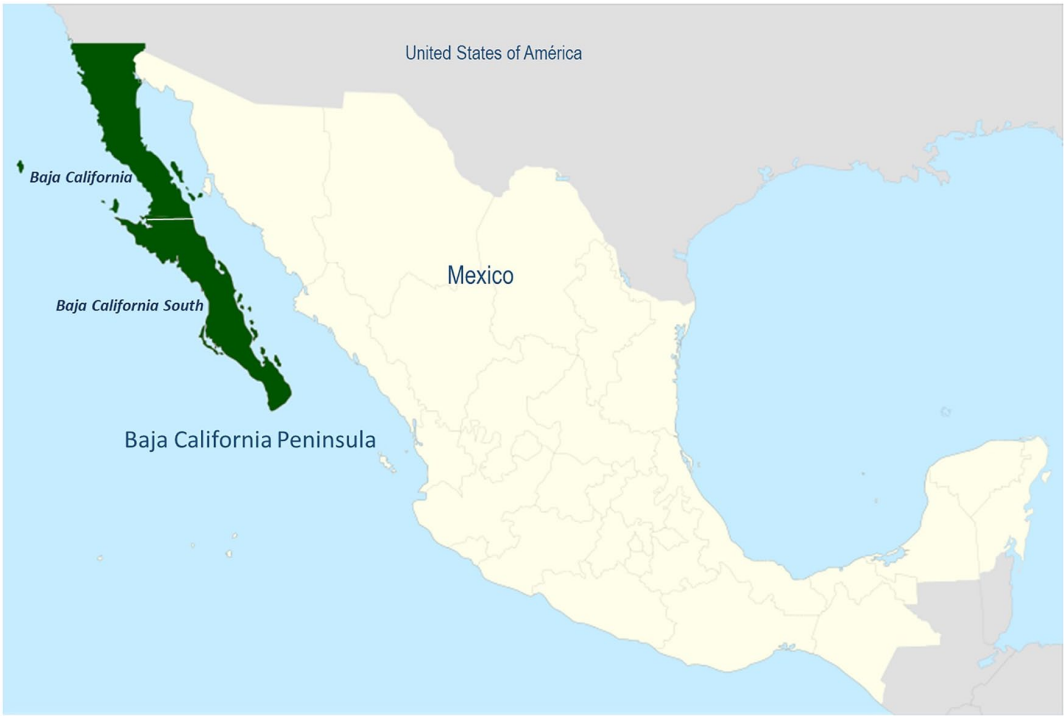 United States of América
Baja California
Mexico
Baja California South
Baja California Peninsula